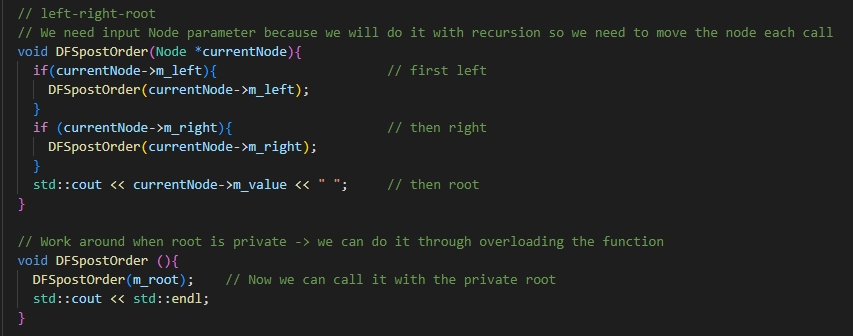 // left-right-root
// We need input Node parameter because we will do it with recursion so we need to move the node each call
void DFSpostOrder(Node *currentNode){
if(currentNode->m_left){ // first left
DFSpostOrder(currentNode->m_left);
}
if (currentNode->m_right){ // then right
DFSpostOrder(currentNode->m_right);
}
std::cout << currentNode->m_value << " "; // then root
}
// Work around when root is private -> we can do it through overloading the function
void DFSpostOrder (){
DFSpostOrder(m_root); // Now we can call it with the private root
std::cout << std::endl;
}